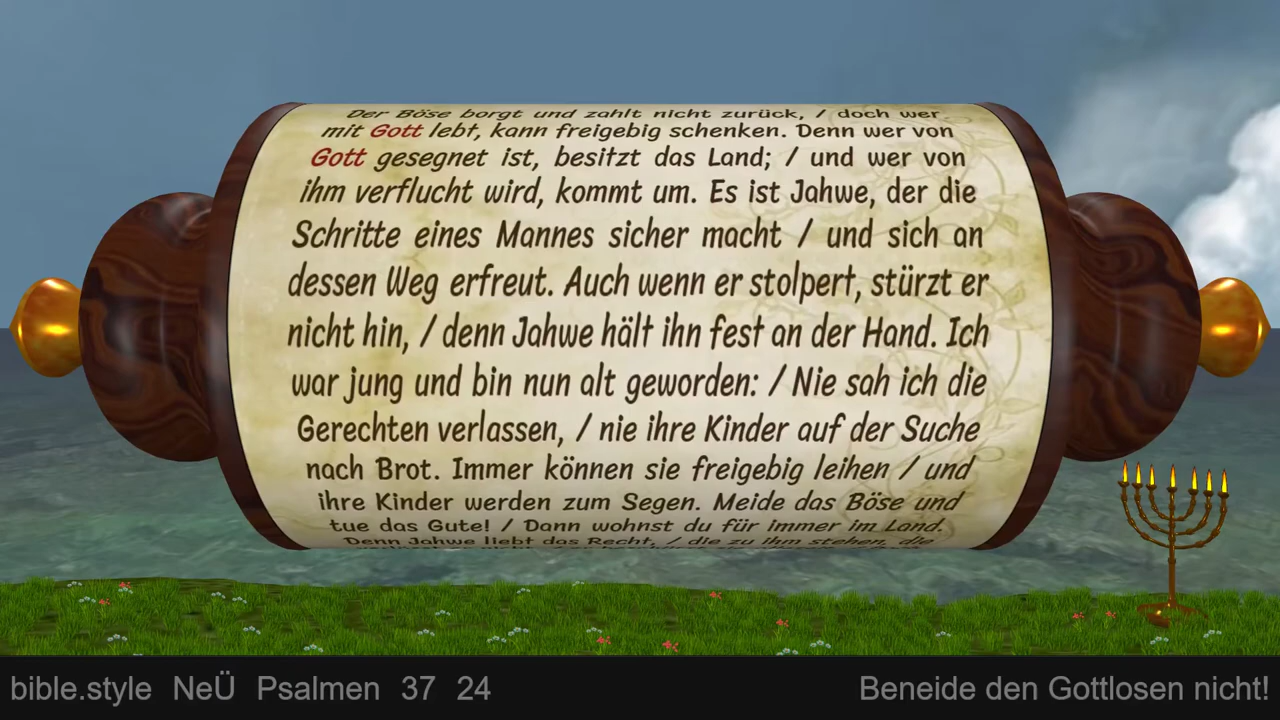 Der Böse borgt und zahlt nicht zurück, / doch wer
mit Gott lebt, kann freigebig schenken. Denn wer von
Gott gesegnet ist, besitzt das Land; / und wer von
ihm verflucht wird, kommt um. Es ist Jahwe, der die
Schritte eines Mannes sicher macht / und sich an
dessen Weg erfreut. Auch wenn er stolpert, stürzt er
nicht hin, / denn Jahwe hält ihn fest an der Hand. Ich
war jung und bin nun alt geworden: / Nie sah ich die
Gerechten verlassen, / nie ihre Kinder auf der Suche
nach Brot. Immer können sie freigebig leihen / und
ihre Kinder werden zum Segen. Meide das Böse und
tue das Gute! / Dann wohnst du für immer im Land.
Denn Jahwe liebt das Recht, / die zu ihm stehen, die
bible.style NeÜ Psalmen 37 24
Beneide den Gottlosen nicht!